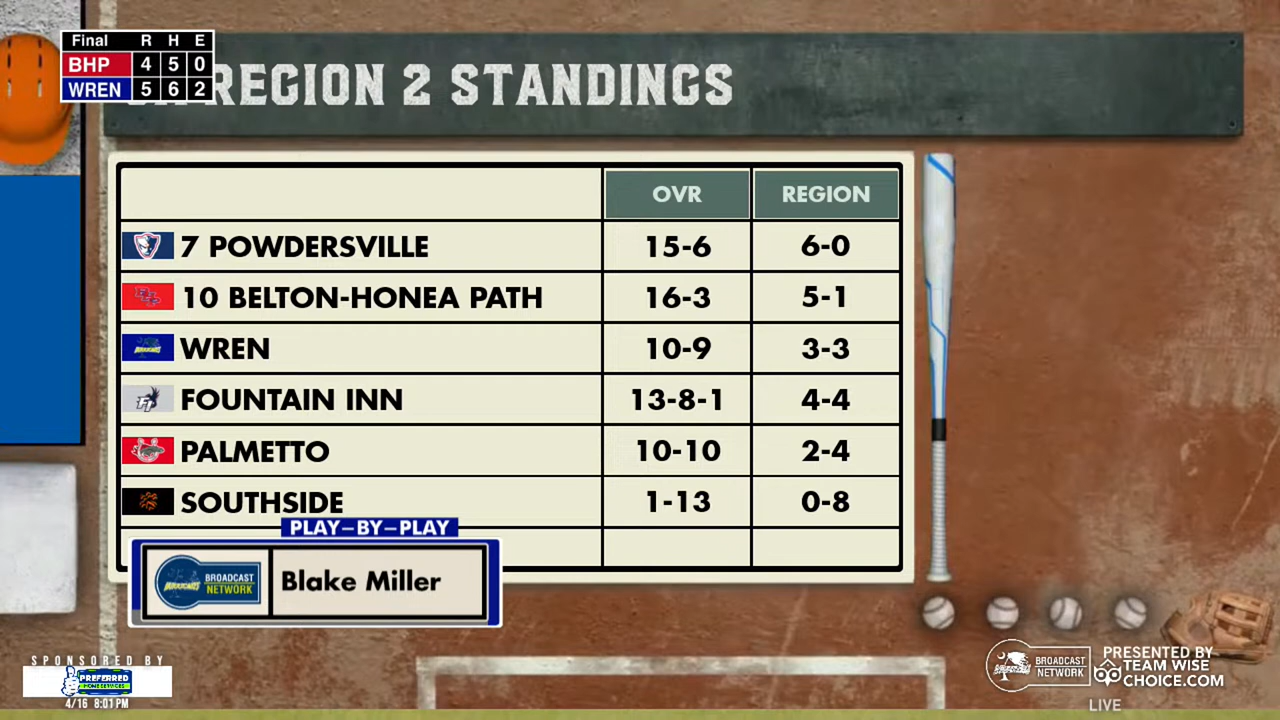 Final R H E
BHP 4 5 0
WREN 5 6 2
REGION 2 STANDINGS
OVR REGION
7 POWDERSVILLE 15-6 6-0
10 BELTON-HONEA PATH 16-3 5-1
WREN 10-9 3-3
FOUNTAIN INN 13-8-1 4-4
PALMETTO 10-10 2-4
SOUTHSIDE 1-13 0-8
PLAY-BY-PLAY
BROADCAST
NETWORK
Blake Miller
SPONSORED BY
PREFERRED
HOME SERVICES
4/16 8:01PM
BROADCAST
NETWORK
PRESENTED BY
TEAM WISE
CHOICE.COM
LIVE